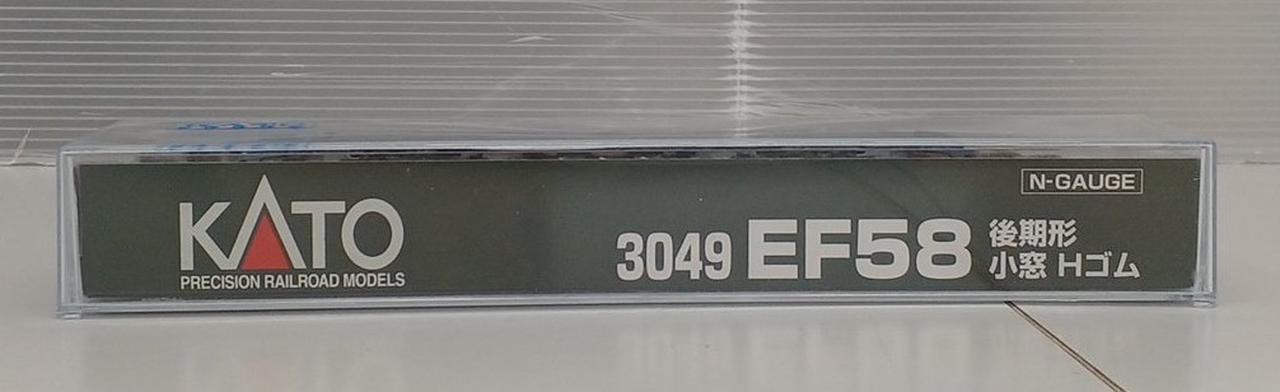 KATO
PRECISION RAILROAD MODELS
N-GAUGE
3049 EF58 後期形
小窓 Hゴム